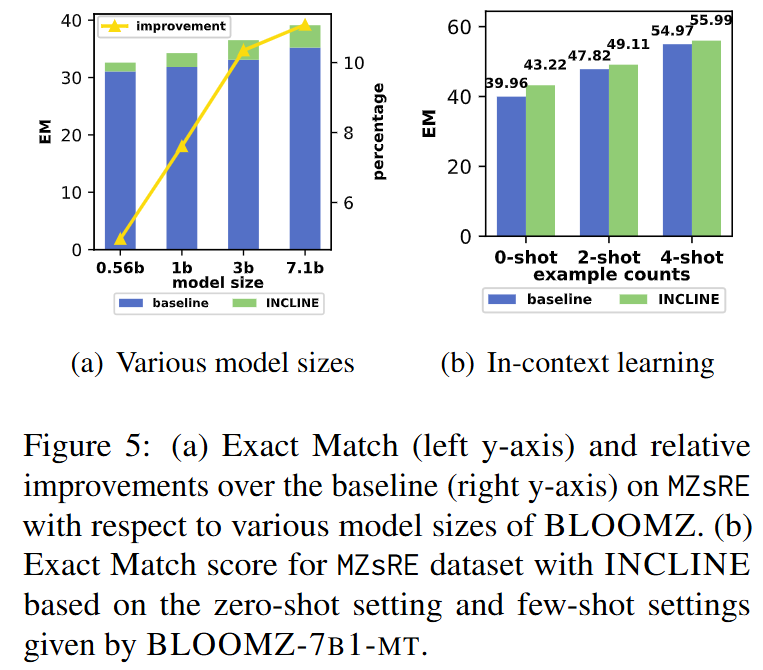 improvement
40
30
20
10
0
EM
10
8
6
percentage
0.56b 1b 3b 7.1b
model size
baseline INCLINE
60
40
20
0
EM
39.96 43.22 47.82 49.11 54.97 55.99
0-shot 2-shot 4-shot
example counts
baseline INCLINE
(a) Various model sizes
(b) In-context learning
Figure 5: (a) Exact Match (left y-axis) and relative
improvements over the baseline (right y-axis) on MZsRE
with respect to various model sizes of BLOOMZ. (b)
Exact Match score for MZsRE dataset with INCLINE
based on the zero-shot setting and few-shot settings
given by BLOOMZ-7B1-MT.